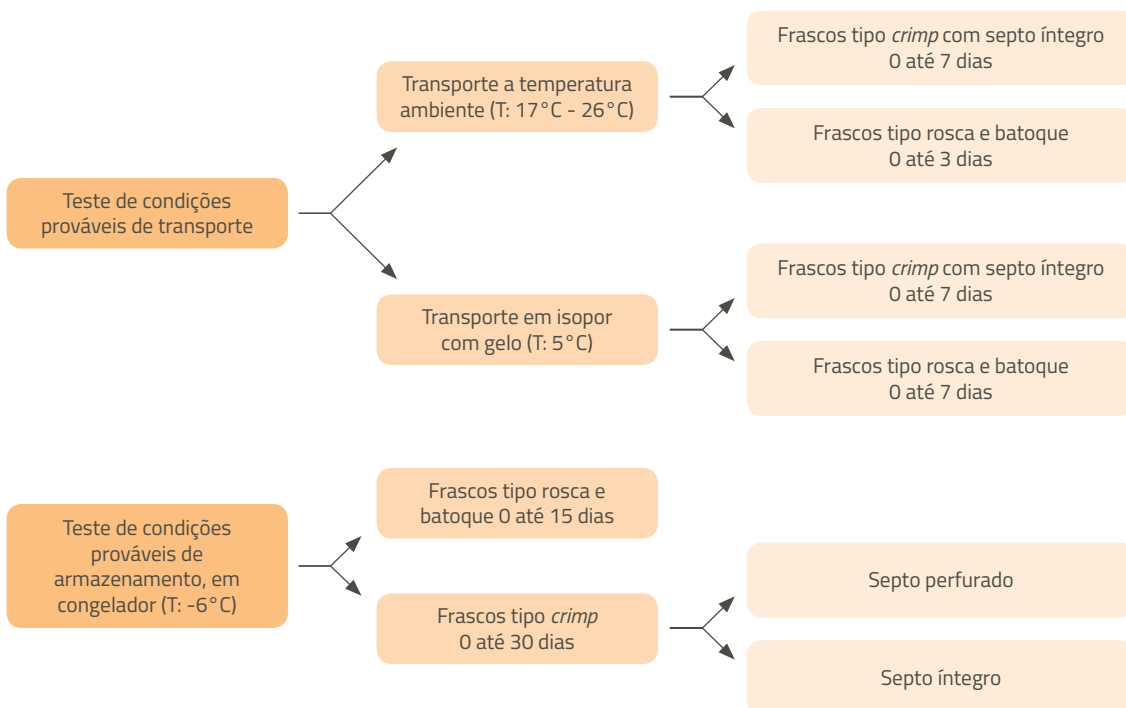 Teste de condições
prováveis de transporte
Transporte a temperatura
ambiente (T: 17°C - 26°C)
Frascos tipo crimp com septo íntegro
0 até 7 dias
Frascos tipo rosca e batoque
0 até 3 dias
Transporte em isopor
com gelo (T: 5°C)
Frascos tipo crimp com septo íntegro
0 até 7 dias
Frascos tipo rosca e batoque
0 até 7 dias
Teste de condições
prováveis de
armazenamento, em
congelador (T: -6°C)
Frascos tipo rosca e
batoque 0 até 15 dias
Frascos tipo crimp
0 até 30 dias
Septo perfurado
Septo íntegro